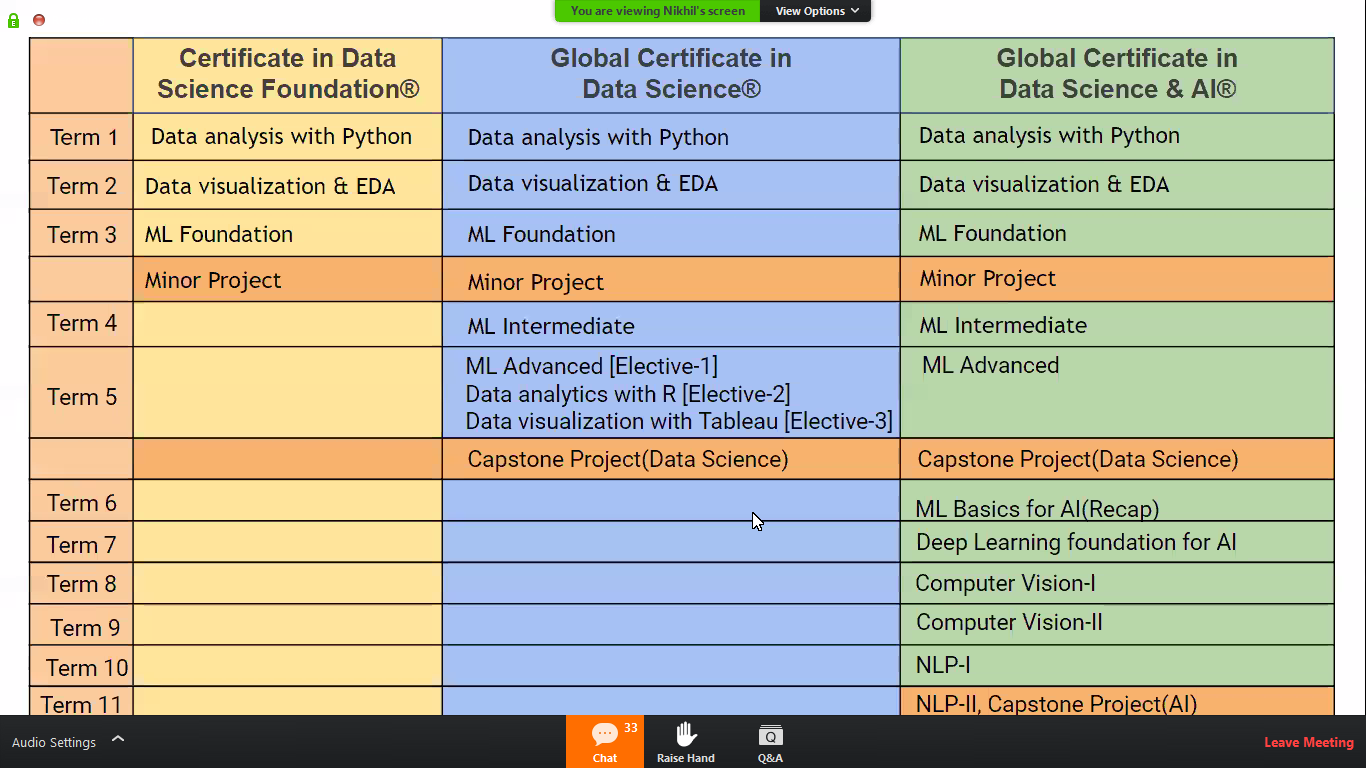 You are viewing Nikhil's screen View Options
Certificate in Data Science Foundation® Global Certificate in Data Science® Global Certificate in Data Science & AI®
Term 1 Data analysis with Python Data analysis with Python Data analysis with Python
Term 2 Data visualization & EDA Data visualization & EDA Data visualization & EDA
Term 3 ML Foundation ML Foundation ML Foundation
Minor Project Minor Project Minor Project
Term 4 ML Intermediate ML Intermediate
Term 5 ML Advanced [Elective-1] ML Advanced
Data analytics with R [Elective-2]
Data visualization with Tableau [Elective-3]
Capstone Project(Data Science) Capstone Project(Data Science)
Term 6 ML Basics for AI(Recap)
Term 7 Deep Learning foundation for AI
Term 8 Computer Vision-I
Term 9 Computer Vision-II
Term 10 NLP-I
Term 11 NLP-II, Capstone Project(AI)
Audio Settings Chat 33 Raise Hand Q&A Leave Meeting